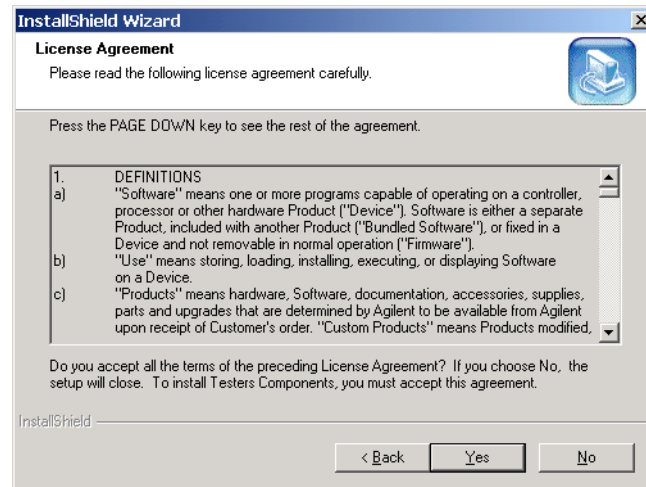 InstallShield Wizard
License Agreement
Please read the following license agreement carefully.
Press the PAGE DOWN key to see the rest of the agreement.
1. DEFINITIONS
a) "Software" means one or more programs capable of operating on a controller,
processor or other hardware Product ("Device"). Software is either a separate
Product, included with another Product ("Bundled Software"), or fixed in a
Device and not removable in normal operation ("Firmware").
b) "Use" means storing, loading, installing, executing, or displaying Software
on a Device.
c) "Products" means hardware, Software, documentation, accessories, supplies,
parts and upgrades that are determined by Agilent to be available from Agilent
upon receipt of Customer's order. "Custom Products" means Products modified,
Do you accept all the terms of the preceding License Agreement? If you choose No, the
setup will close. To install Testers Components, you must accept this agreement.
InstallShield
< Back Yes No